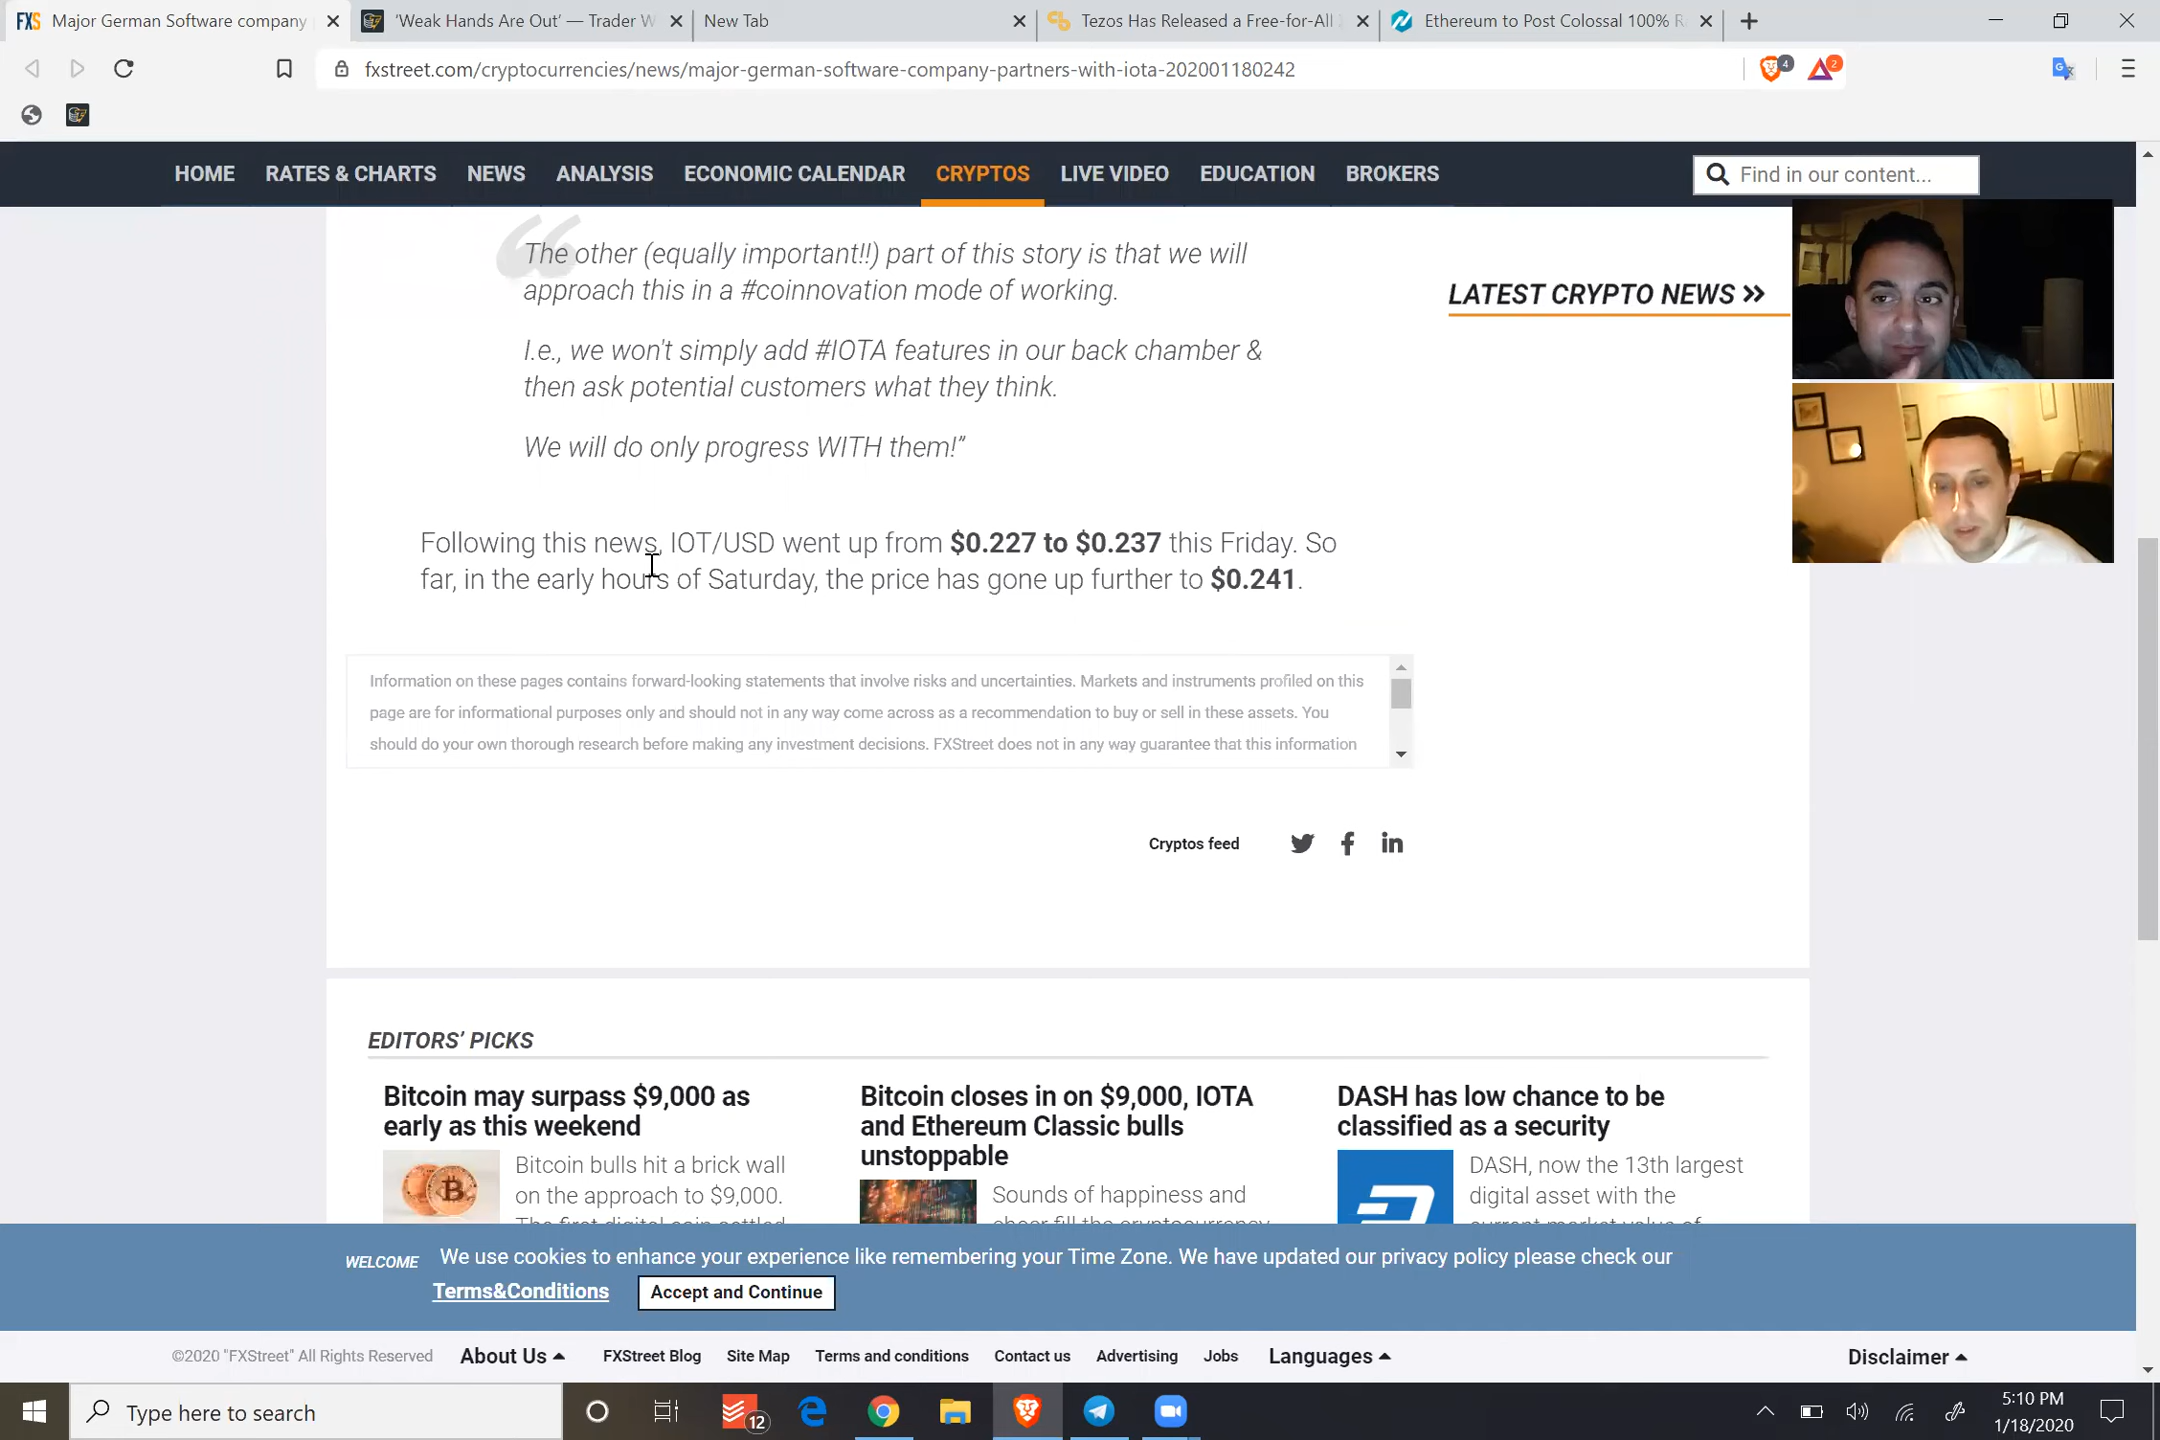 FXS Major German Software company
'Weak Hands Are Out' — Trader W
New Tab
Tezos Has Released a Free-for-All
Ethereum to Post Colossal 100% R
fxstreet.com/cryptocurrencies/news/major-german-software-company-partners-with-iota-202001180242
4
2
HOME
RATES & CHARTS
NEWS
ANALYSIS
ECONOMIC CALENDAR
CRYPTOS
LIVE VIDEO
EDUCATION
BROKERS
Find in our content...
The other (equally important!!) part of this story is that we will
approach this in a #coinnovation mode of working.
I.e., we won't simply add #IOTA features in our back chamber &
then ask potential customers what they think.
We will do only progress WITH them!”
LATEST CRYPTO NEWS
Following this news, IOT/USD went up from $0.227 to $0.237 this Friday. So
far, in the early hours of Saturday, the price has gone up further to $0.241.
Information on these pages contains forward-looking statements that involve risks and uncertainties. Markets and instruments profiled on this
page are for informational purposes only and should not in any way come across as a recommendation to buy or sell in these assets. You
should do your own thorough research before making any investment decisions. FXStreet does not in any way guarantee that this information
Cryptos feed
EDITORS’ PICKS
Bitcoin may surpass $9,000 as
early as this weekend
Bitcoin bulls hit a brick wall
on the approach to $9,000.
The first digital coin settled
Bitcoin closes in on $9,000, IOTA
and Ethereum Classic bulls
unstoppable
Sounds of happiness and
cheer fill the cryptocurrency
DASH has low chance to be
classified as a security
DASH, now the 13th largest
digital asset with the
current market value of
WELCOME We use cookies to enhance your experience like remembering your Time Zone. We have updated our privacy policy please check our
Terms&Conditions Accept and Continue
©2020 "FXStreet" All Rights Reserved
About Us
FXStreet Blog
Site Map
Terms and conditions
Contact us
Advertising
Jobs
Languages
Disclaimer
Type here to search
12
5:10 PM
1/18/2020